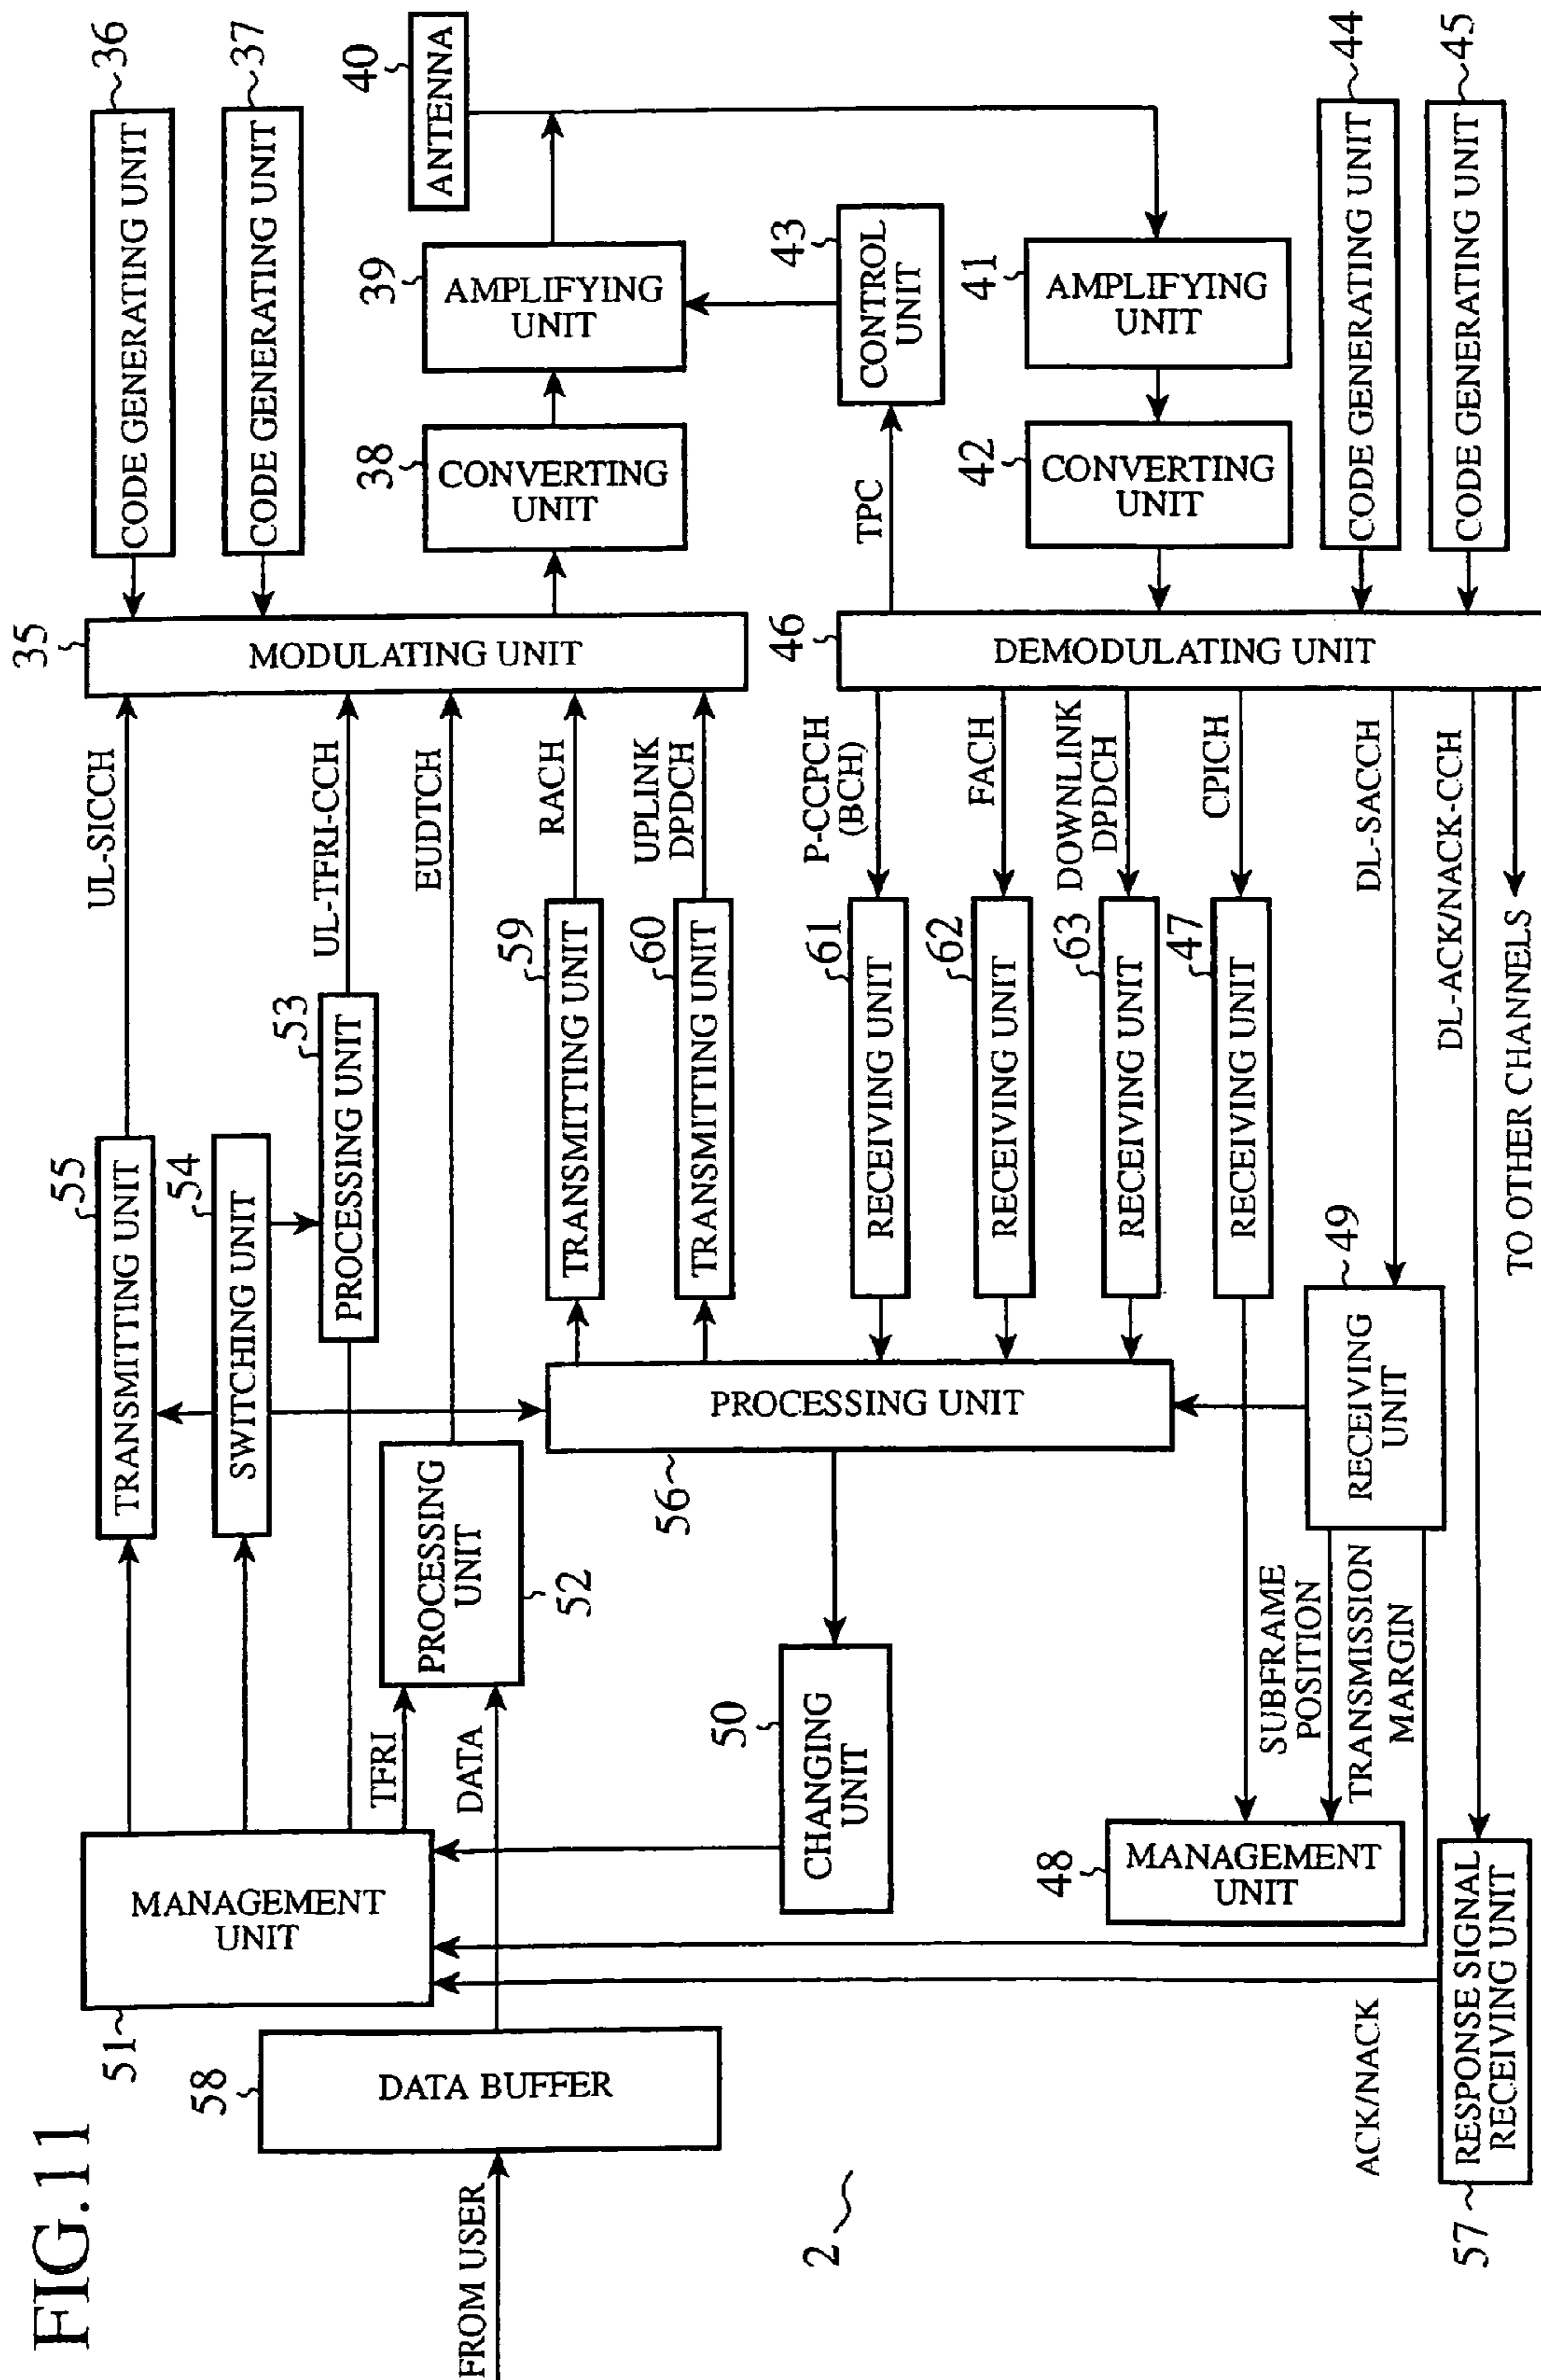 FIG.11
FROM USER
58
DATA BUFFER
2
51
MANAGEMENT
UNIT
TFRI
DATA
55
TRANSMITTING UNIT
54
SWITCHING UNIT
53
PROCESSING UNIT
PROCESSING
UNIT
52
UL-SICCH
UL-TFRI-CCH
EUDTCH
RACH
UPLINK
DPDCH
59
TRANSMITTING UNIT
60
TRANSMITTING UNIT
35
MODULATING UNIT
36
CODE GENERATING UNIT
37
CODE GENERATING UNIT
38
CONVERTING
UNIT
39
AMPLIFYING
UNIT
40
ANTENNA
43
CONTROL
UNIT
TPC
41
AMPLIFYING
UNIT
42
CONVERTING
UNIT
44
CODE GENERATING UNIT
45
CODE GENERATING UNIT
46
DEMODULATING UNIT
P-CCPCH
(BCH)
FACH
DOWNLINK
DPDCH
CPICH
DL-SACCH
DL-ACK/NACK-CCH
TO OTHER CHANNELS
61
RECEIVING UNIT
62
RECEIVING UNIT
63
RECEIVING UNIT
47
RECEIVING UNIT
49
RECEIVING
UNIT
PROCESSING UNIT
56
50
CHANGING
UNIT
SUBFRAME
POSITION
TRANSMISSION
MARGIN
48
MANAGEMENT
UNIT
ACK/NACK
RESPONSE SIGNAL
RECEIVING UNIT
57